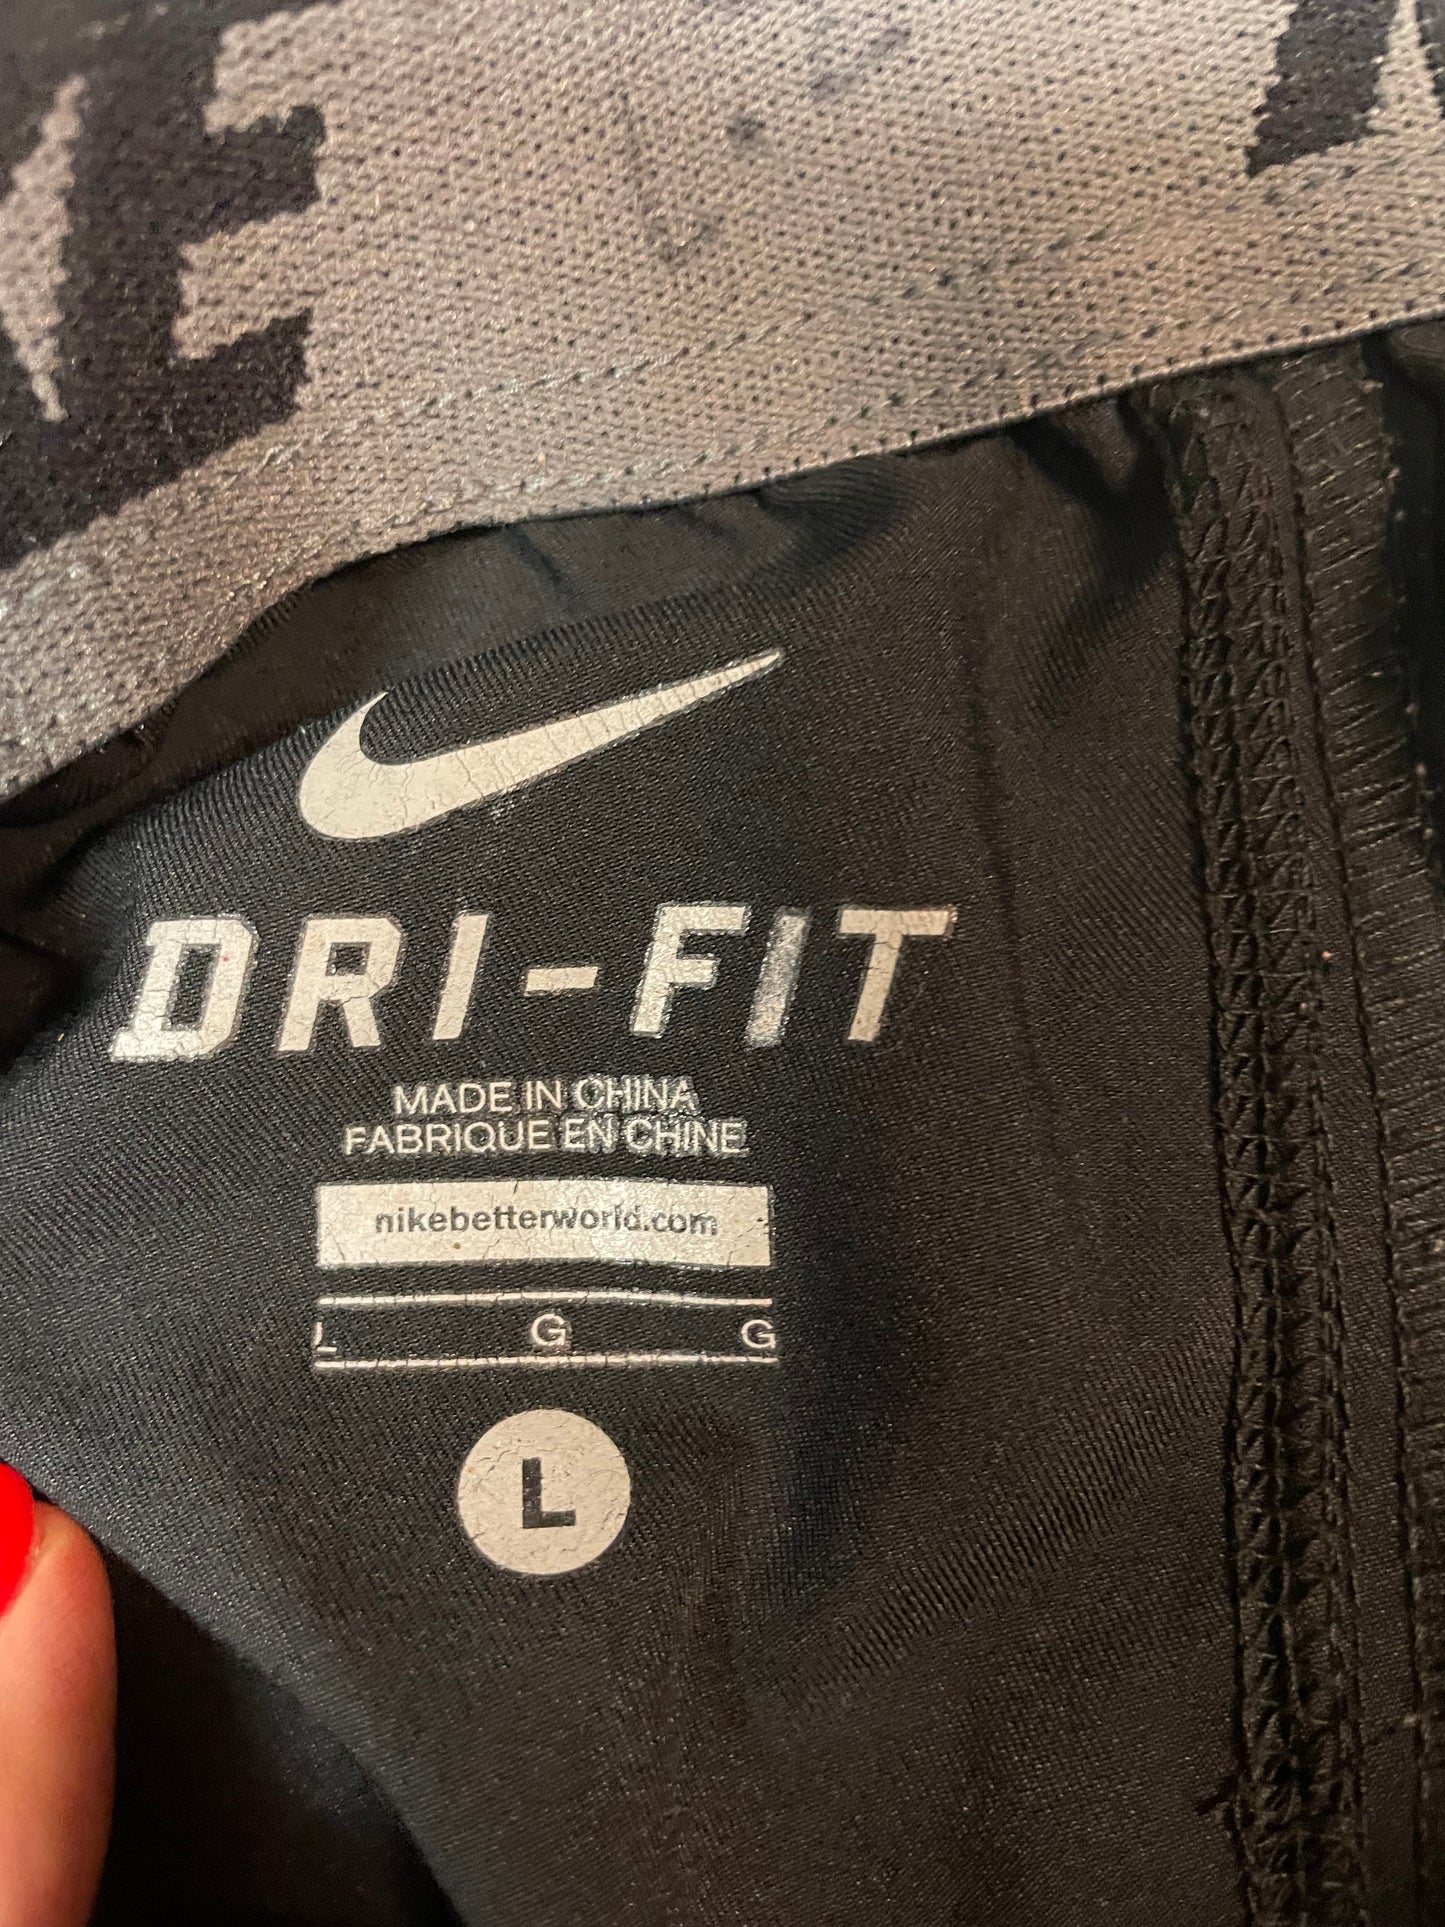 DRI-FIT
MADE IN CHINA
FABRIQUE EN CHINE
nikebetterworld.com
L G G
L